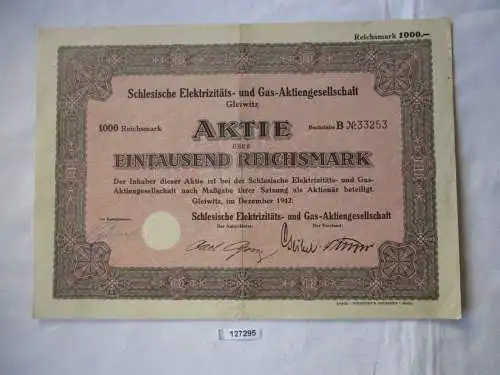 Reichsmark 1000.—
Schlesische Elektrizitäts- und Gas-Aktiengesellschaft
Gleiwitz
1000 Reichsmark AKTIE Buchstabe B № 33253
ÜBER
EINTAUSEND REICHSMARK
Der Inhaber dieser Aktie ist bei der Schlesische Elektrizitäts- und Gas-
Aktiengesellschaft nach Maßgabe ihrer Satzung als Aktionär beteiligt.
Gleiwitz, im Dezember 1942
Schlesische Elektrizitäts- und Gas-Aktiengesellschaft
Der Aufsichtsrat: Der Vorstand:
127295